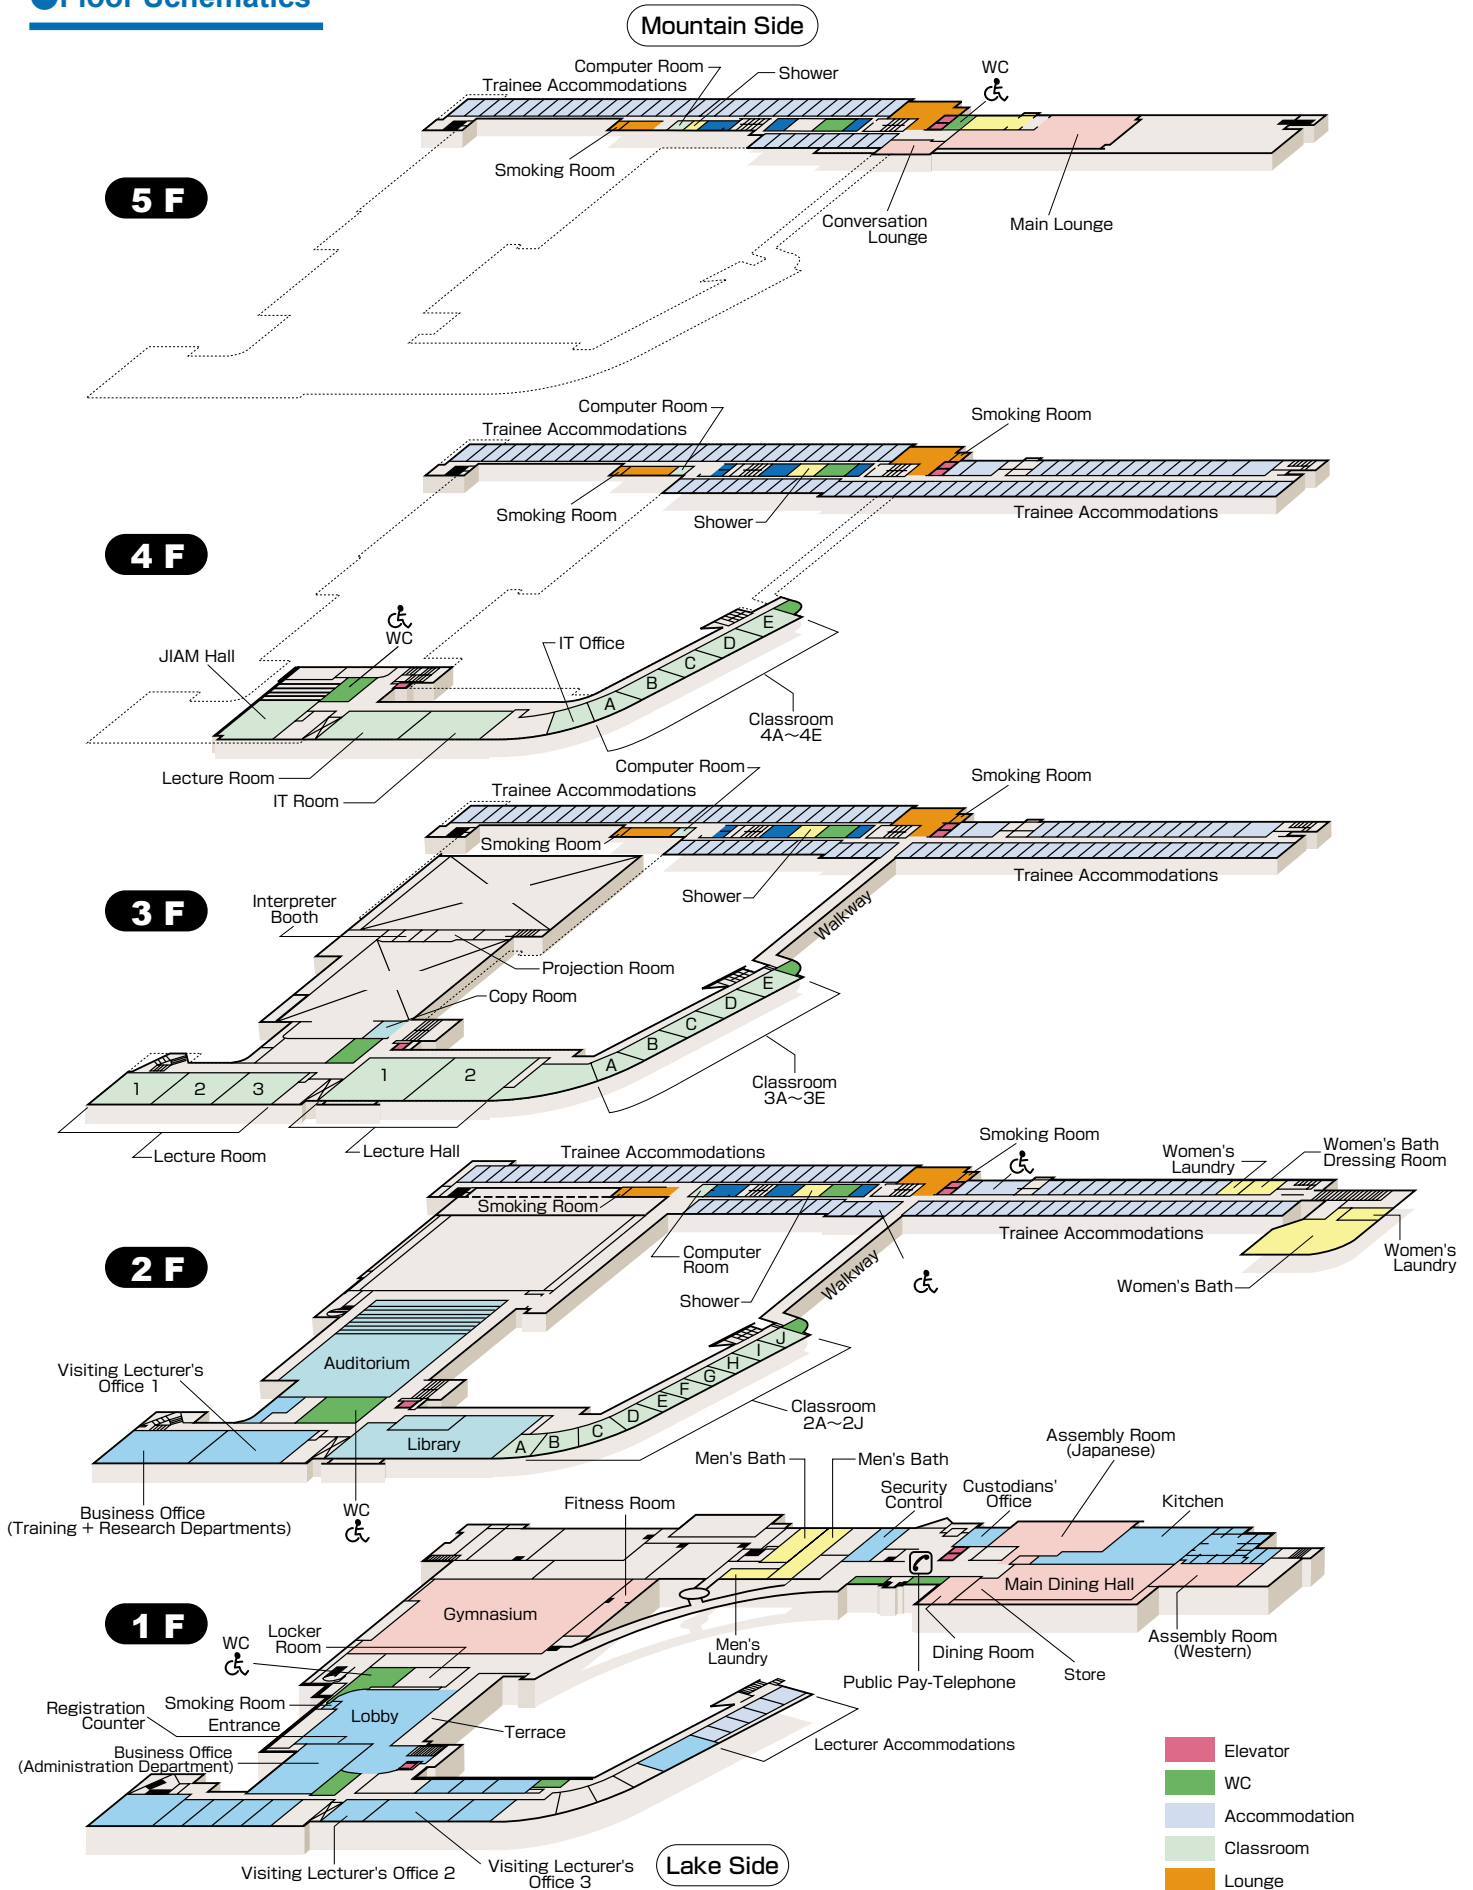 ●Floor Schematics
Mountain Side
5 F
Computer Room
Shower
WC
Trainee Accommodations
Smoking Room
Conversation
Lounge
Main Lounge
4 F
Computer Room
Smoking Room
Trainee Accommodations
Smoking Room
Shower
Trainee Accommodations
WC
JIAM Hall
IT Office
A
B
C
D
E
Classroom
4A～4E
Lecture Room
IT Room
3 F
Computer Room
Smoking Room
Trainee Accommodations
Smoking Room
Shower
Trainee Accommodations
Interpreter
Booth
Walkway
Projection Room
Copy Room
1
2
3
1
2
A
B
C
D
E
Classroom
3A～3E
Lecture Room
Lecture Hall
2 F
Trainee Accommodations
Smoking Room
Women's
Laundry
Women's Bath
Dressing Room
Smoking Room
Trainee Accommodations
Computer
Room
Shower
Walkway
Women's Bath
Women's
Laundry
Auditorium
Visiting Lecturer's
Office 1
Library
A
B
C
D
E
F
G
H
I
J
Classroom
2A～2J
Business Office
(Training + Research Departments)
WC
1 F
Men's Bath
Men's Bath
Security
Control
Custodians'
Office
Assembly Room
(Japanese)
Kitchen
Fitness Room
Gymnasium
Main Dining Hall
Locker
Room
WC
Men's
Laundry
Dining Room
Store
Assembly Room
(Western)
Public Pay-Telephone
Smoking Room
Registration
Counter
Entrance
Lobby
Terrace
Business Office
(Administration Department)
Lecturer Accommodations
Visiting Lecturer's Office 2
Visiting Lecturer's
Office 3
Lake Side
Elevator
WC
Accommodation
Classroom
Lounge